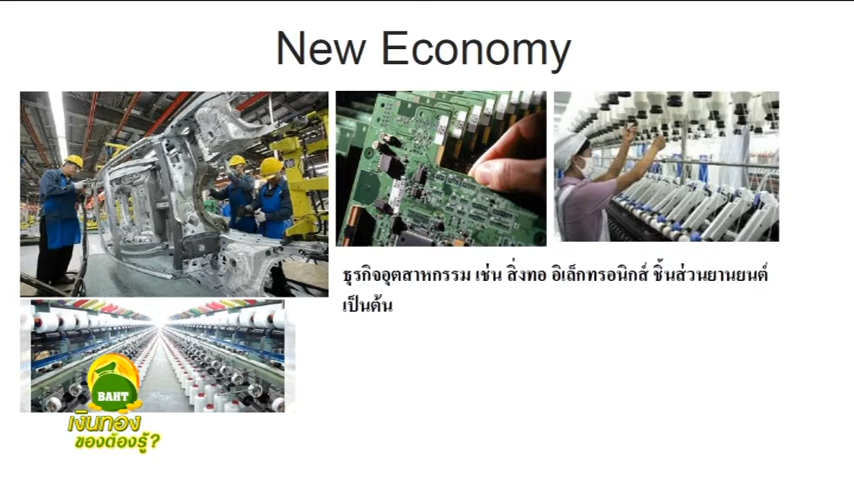 New Economy
ธุรกิจอุตสาหกรรม เช่น สิ่งทอ อิเล็กทรอนิกส์ ชิ้นส่วนยานยนต์
เป็นต้น
BAHT
เงินทอง
ของต้องรู้?